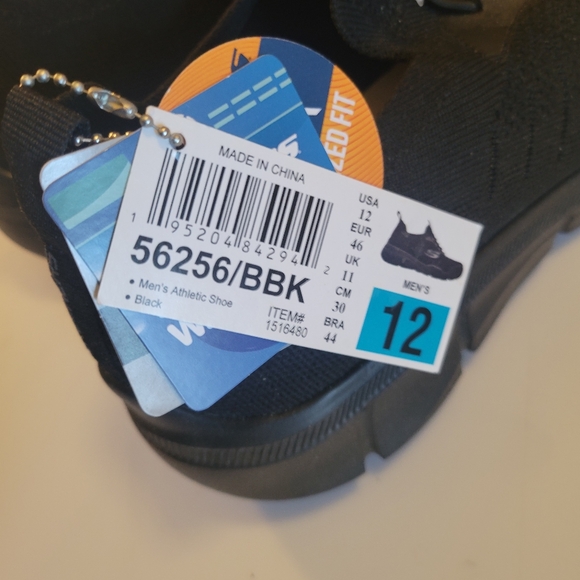 ZED FIT
MADE IN CHINA
1 95204 84294 2
56256/BBK
• Men's Athletic Shoe
• Black
ITEM#
1516480
USA
12
EUR
46
UK
11
CM
30
BRA
44
MEN'S
12